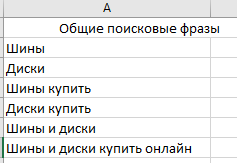 A
Общие поисковые фразы
Шины
Диски
Шины купить
Диски купить
Шины и диски
Шины и диски купить онлайн